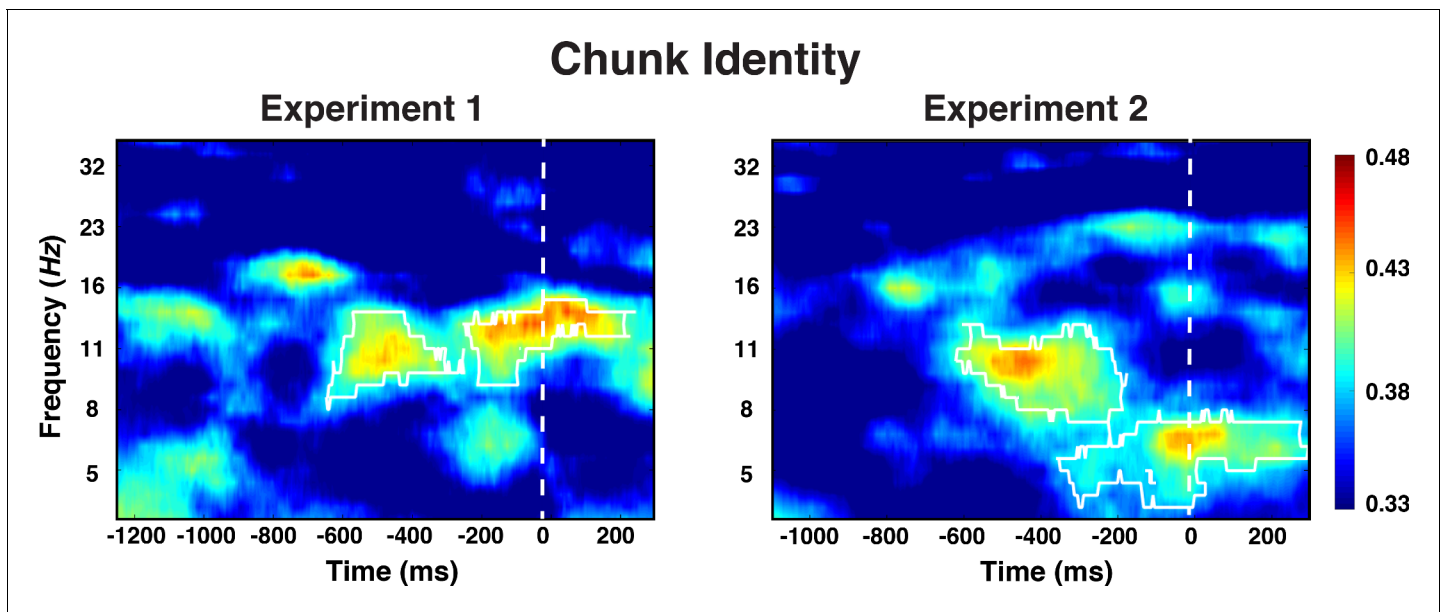 Chunk Identity
Experiment 1
Experiment 2
Frequency (Hz)
32
23
16
11
8
5
-1200 -1000 -800 -600 -400 -200 0 200
Time (ms)
32
23
16
11
8
5
-1000 -800 -600 -400 -200 0 200
Time (ms)
0.48
0.43
0.38
0.33